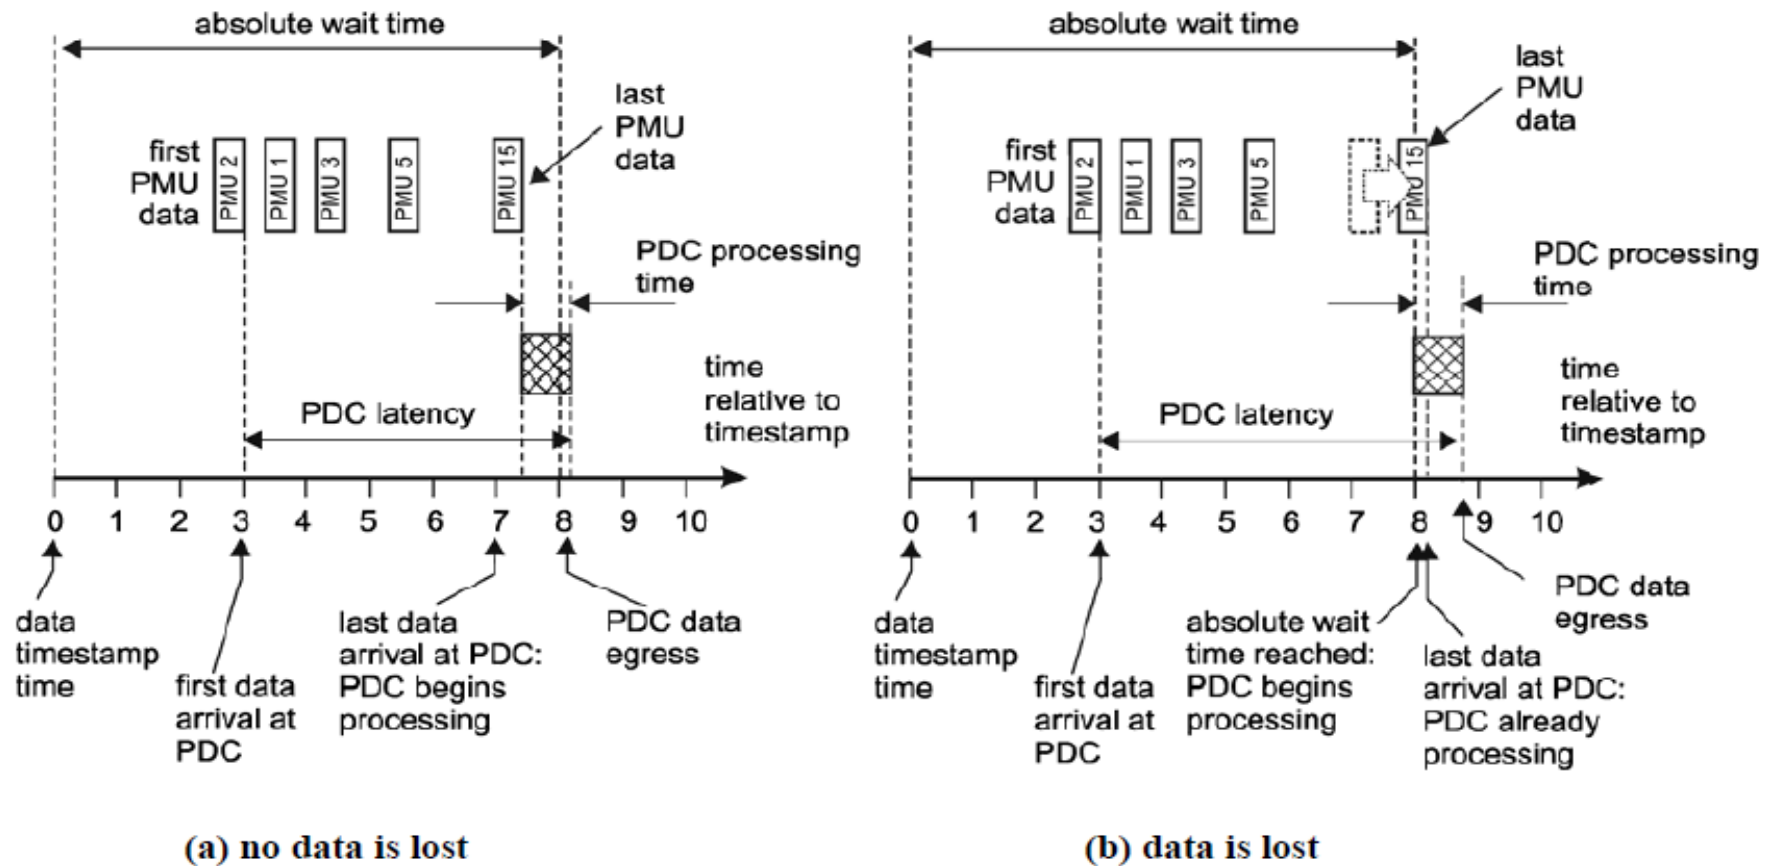 absolute wait time
last
PMU
data
first
PMU
data
PMU 2
PMU 1
PMU 3
PMU 5
PMU 15
PDC processing
time
time
relative to
timestamp
PDC latency
0 1 2 3 4 5 6 7 8 9 10
data
timestamp
time
first data
arrival at
PDC
last data
arrival at PDC:
PDC begins
processing
PDC data
egress
(a) no data is lost
absolute wait time
last
PMU
data
first
PMU
data
PMU 2
PMU 1
PMU 3
PMU 5
PMU 15
PDC processing
time
time
relative to
timestamp
PDC latency
0 1 2 3 4 5 6 7 8 9 10
data
timestamp
time
first data
arrival at
PDC
absolute wait
time reached:
PDC begins
processing
last data
arrival at PDC:
PDC already
processing
PDC data
egress
(b) data is lost